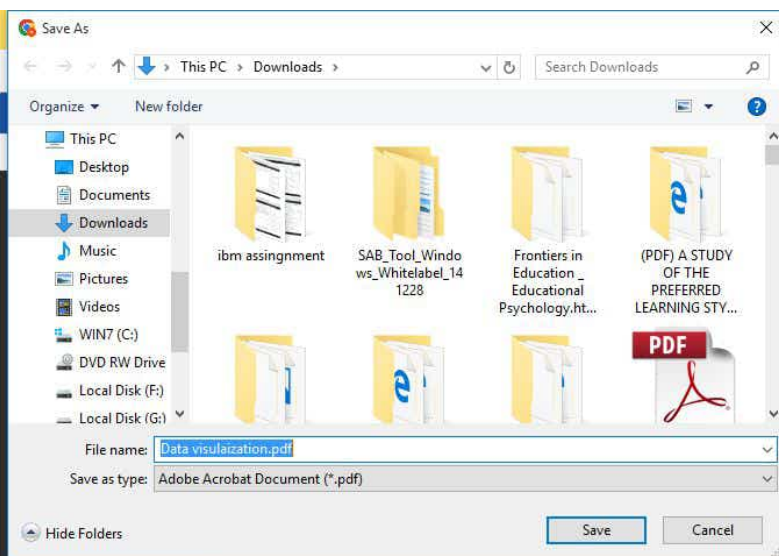 Save As
This PC > Downloads >
Search Downloads
Organize
New folder
This PC
Desktop
Documents
Downloads
Music
Pictures
Videos
WIN7 (C:)
DVD RW Drive
Local Disk (F:)
Local Disk (G:)
ibm assingnment
SAB_Tool_Windo
ws_Whitelabel_14
1228
Frontiers in
Education _
Educational
Psychology.ht...
(PDF) A STUDY
OF THE
PREFERRED
LEARNING STY...
PDF
File name: Data visulaization.pdf
Save as type: Adobe Acrobat Document (*.pdf)
Hide Folders
Save
Cancel